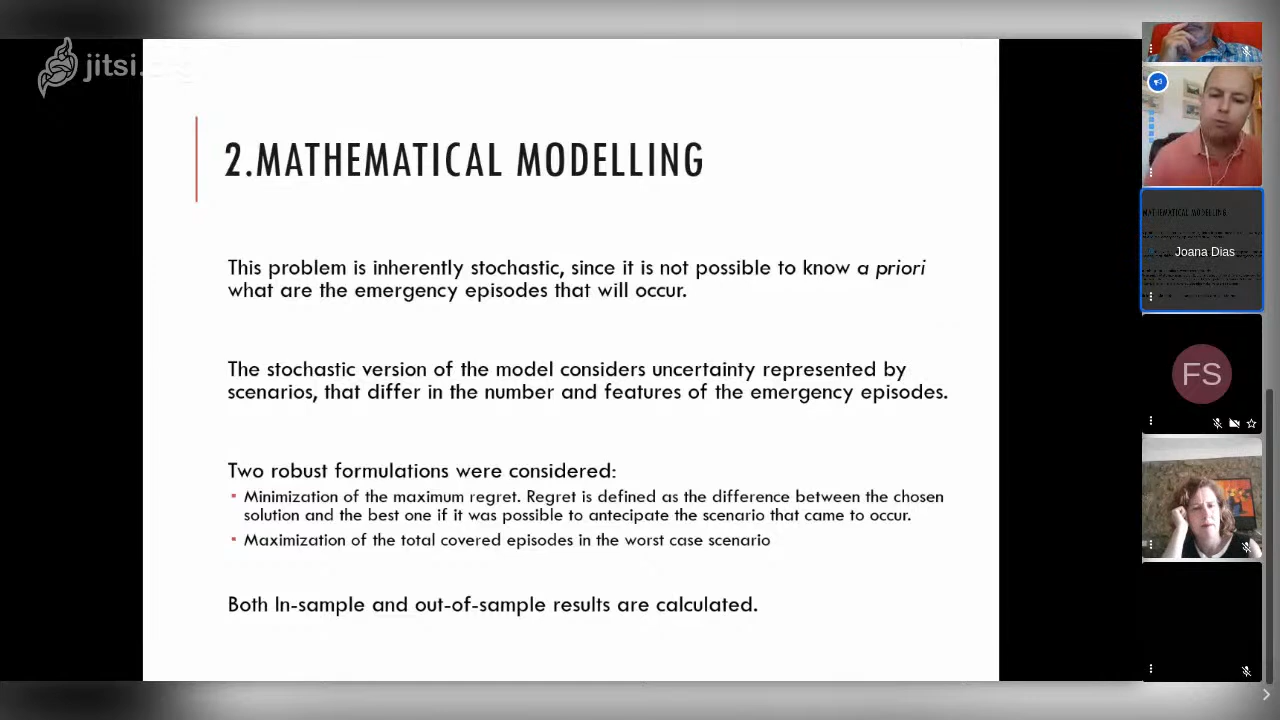 jitsi.
2.MATHEMATICAL MODELLING
This problem is inherently stochastic, since it is not possible to know a priori
what are the emergency episodes that will occur.
The stochastic version of the model considers uncertainty represented by
scenarios, that differ in the number and features of the emergency episodes.
Two robust formulations were considered:
Minimization of the maximum regret. Regret is defined as the difference between the chosen
solution and the best one if it was possible to antecipate the scenario that came to occur.
Maximization of the total covered episodes in the worst case scenario
Both In-sample and out-of-sample results are calculated.
MATHEMATICAL MODELLING
Joana Dias
FS